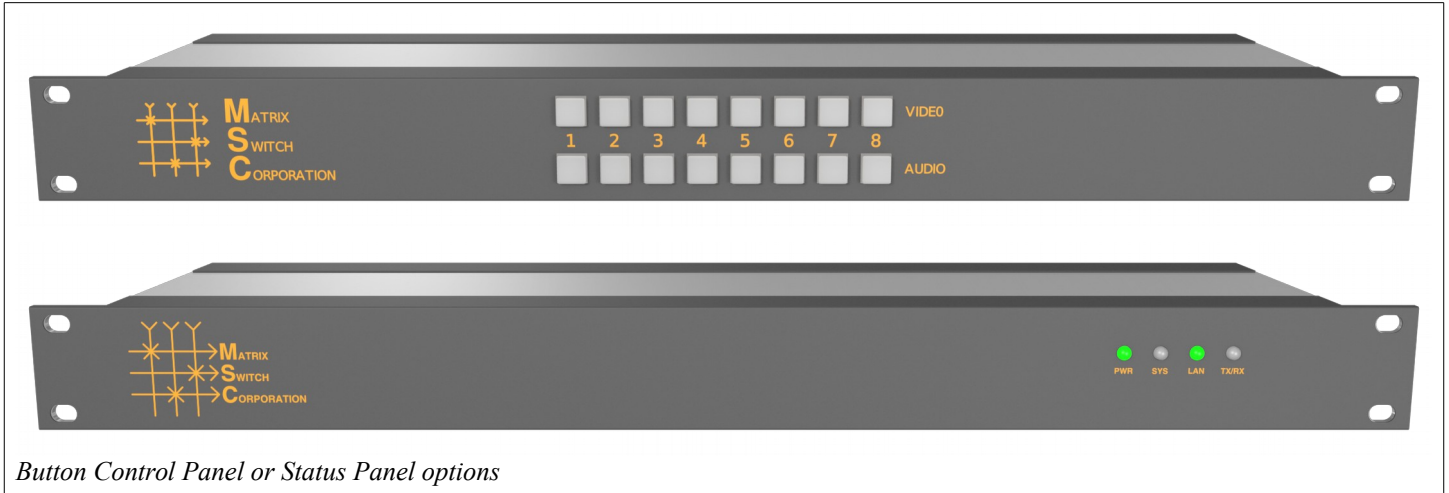 MATRIX
SWITCH
CORPORATION
VIDEO
1 2 3 4 5 6 7 8
AUDIO
MATRIX
SWITCH
CORPORATION
PWR SYS LAN TX/RX
Button Control Panel or Status Panel options